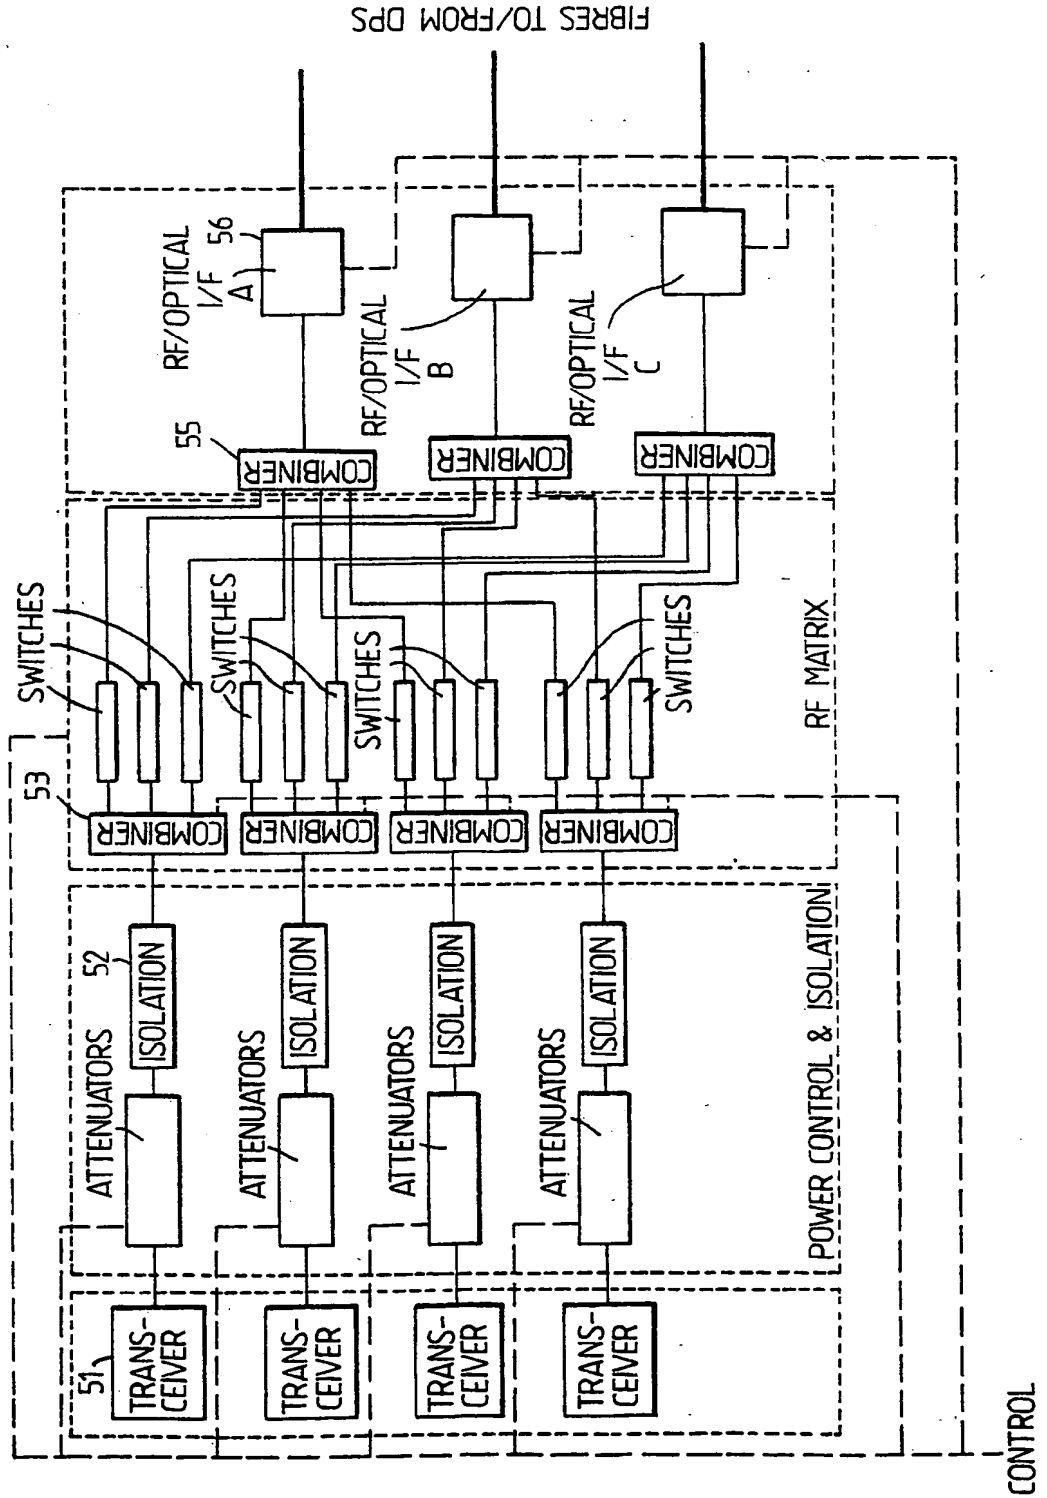 FIBRES TO/FROM DPS
RF/OPTICAL
I/F
A
56
RF/OPTICAL
I/F
B
RF/OPTICAL
I/F
C
55
COMBINER
COMBINER
COMBINER
SWITCHES
SWITCHES
SWITCHES
SWITCHES
RF MATRIX
53
COMBINER
COMBINER
COMBINER
COMBINER
52
ISOLATION
ISOLATION
ISOLATION
ISOLATION
ATTENUATORS
ATTENUATORS
ATTENUATORS
ATTENUATORS
POWER CONTROL & ISOLATION
51
TRANS-
CEIVER
TRANS-
CEIVER
TRANS-
CEIVER
TRANS-
CEIVER
CONTROL